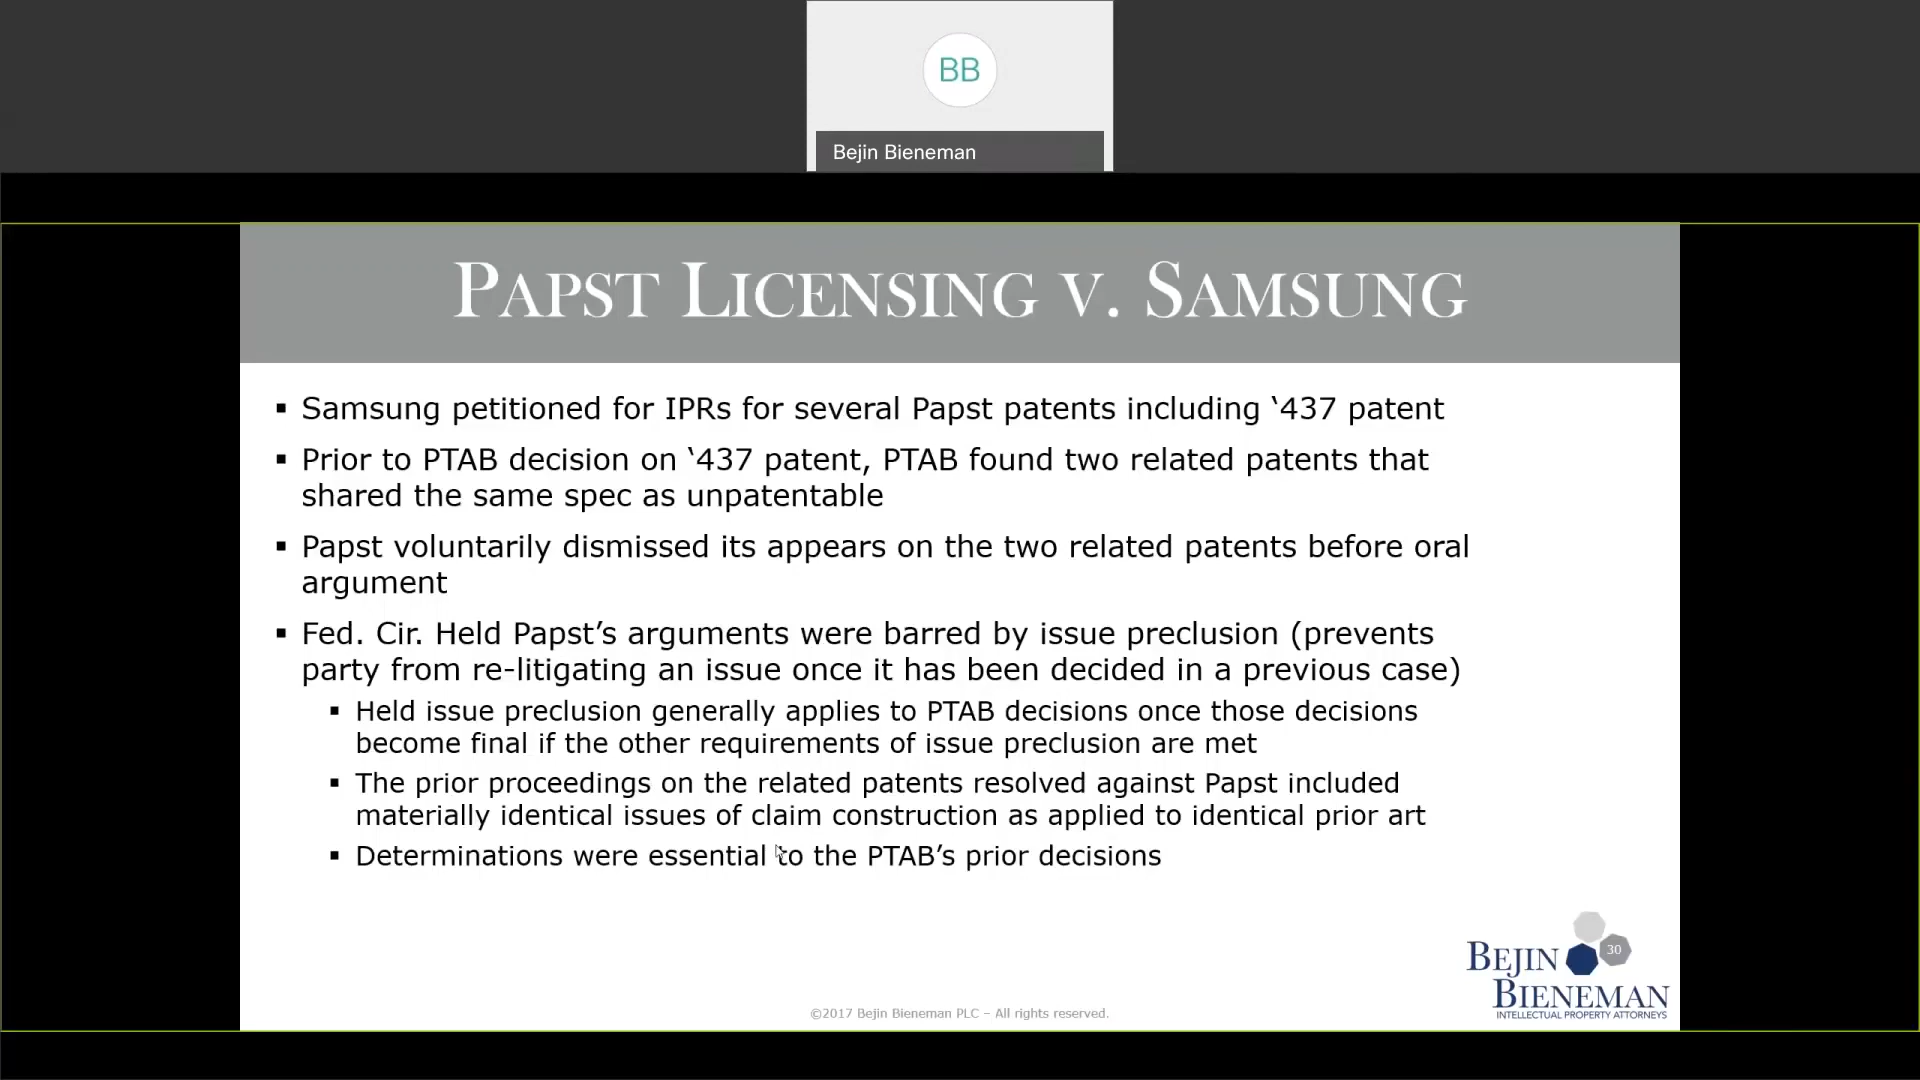 BB
Bejin Bieneman
PAPST LICENSING V. SAMSUNG
▪ Samsung petitioned for IPRs for several Papst patents including ‘437 patent
▪ Prior to PTAB decision on ‘437 patent, PTAB found two related patents that
shared the same spec as unpatentable
▪ Papst voluntarily dismissed its appears on the two related patents before oral
argument
▪ Fed. Cir. Held Papst’s arguments were barred by issue preclusion (prevents
party from re-litigating an issue once it has been decided in a previous case)
▪ Held issue preclusion generally applies to PTAB decisions once those decisions
become final if the other requirements of issue preclusion are met
▪ The prior proceedings on the related patents resolved against Papst included
materially identical issues of claim construction as applied to identical prior art
▪ Determinations were essential to the PTAB’s prior decisions
30
BEJIN
BIENEMAN
INTELLECTUAL PROPERTY ATTORNEYS
©2017 Bejin Bieneman PLC – All rights reserved.